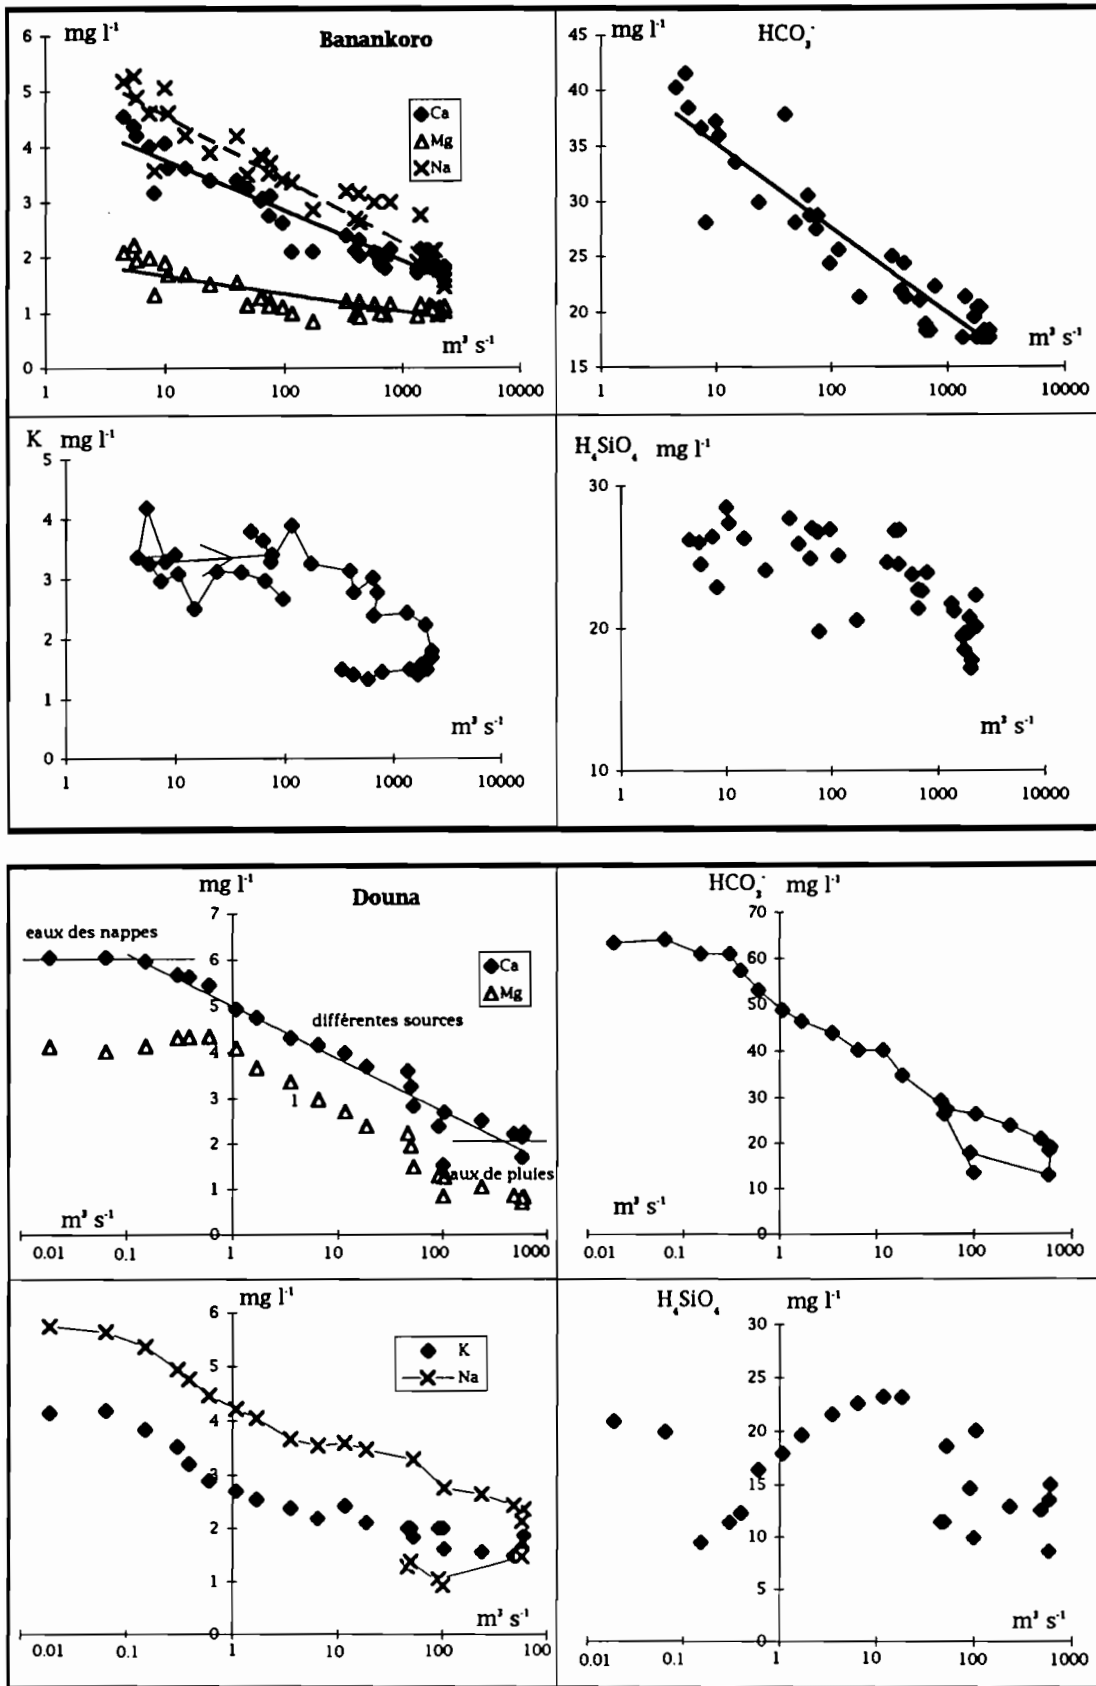 mg l⁻¹ Banankoro
6
5
4
3
2
1
0
Ca
Mg
Na
m³ s⁻¹
1 10 100 1000 10000
mg l⁻¹ HCO₃⁻
45
40
35
30
25
20
15
m³ s⁻¹
1 10 100 1000 10000
K mg l⁻¹
5
4
3
2
1
0
m³ s⁻¹
1 10 100 1000 10000
H₄SiO₄ mg l⁻¹
30
20
10
m³ s⁻¹
1 10 100 1000 10000
mg l⁻¹ Douna
7
6
5
4
3
2
1
0
eaux des nappes
Ca
Mg
différentes sources
1
aux de pluies
m³ s⁻¹
0.01 0.1 1 10 100 1000
HCO₃⁻ mg l⁻¹
70
60
50
40
30
20
10
0
m³ s⁻¹
0.01 0.1 1 10 100 1000
mg l⁻¹
6
5
4
3
2
1
0
K
Na
m³ s⁻¹
0.01 0.1 1 10 100 100
H₄SiO₄ mg l⁻¹
30
25
20
15
10
5
0
m³ s⁻¹
0.01 0.1 1 10 100 1000